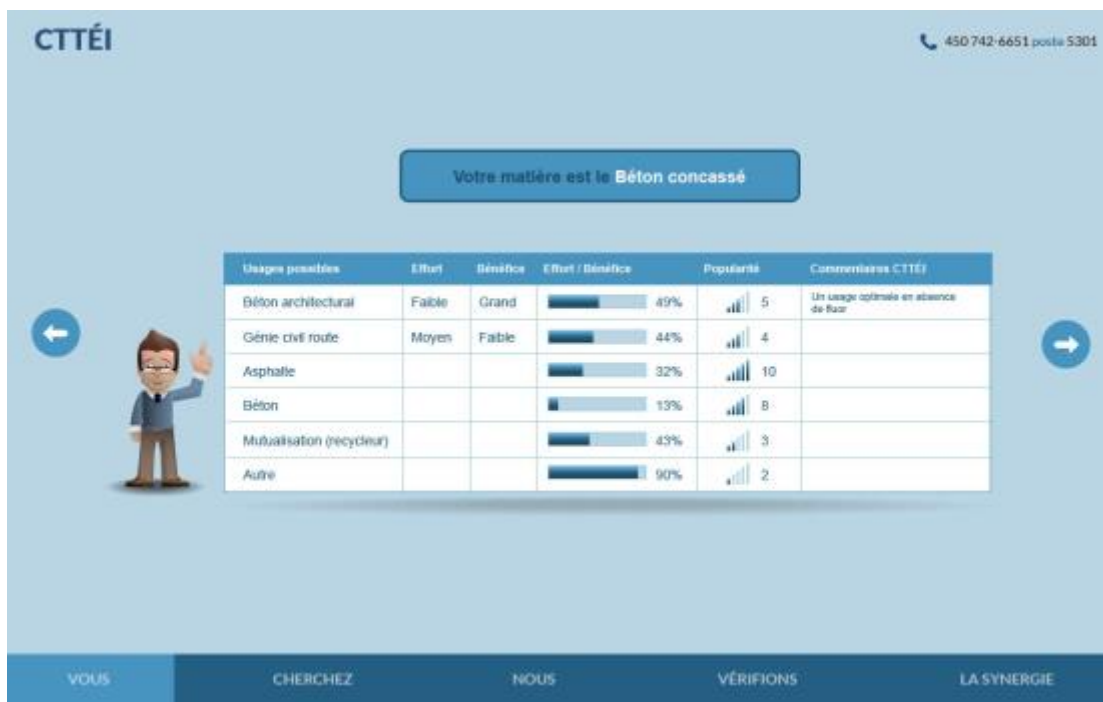 CTTÉI
450 742-6651 poste 5301
Votre matière est le Béton concassé
Usages possibles Effort Bénéfice Effort / Bénéfice Popularité Commentaires CTTÉI
Béton architectural Faible Grand 49% 5 Un usage optimale en absence
de fluor
Génie civil route Moyen Faible 44% 4
Asphalte 32% 10
Béton 13% 8
Mutualisation (recycleur) 43% 3
Autre 90% 2
VOUS CHERCHEZ NOUS VÉRIFIONS LA SYNERGIE